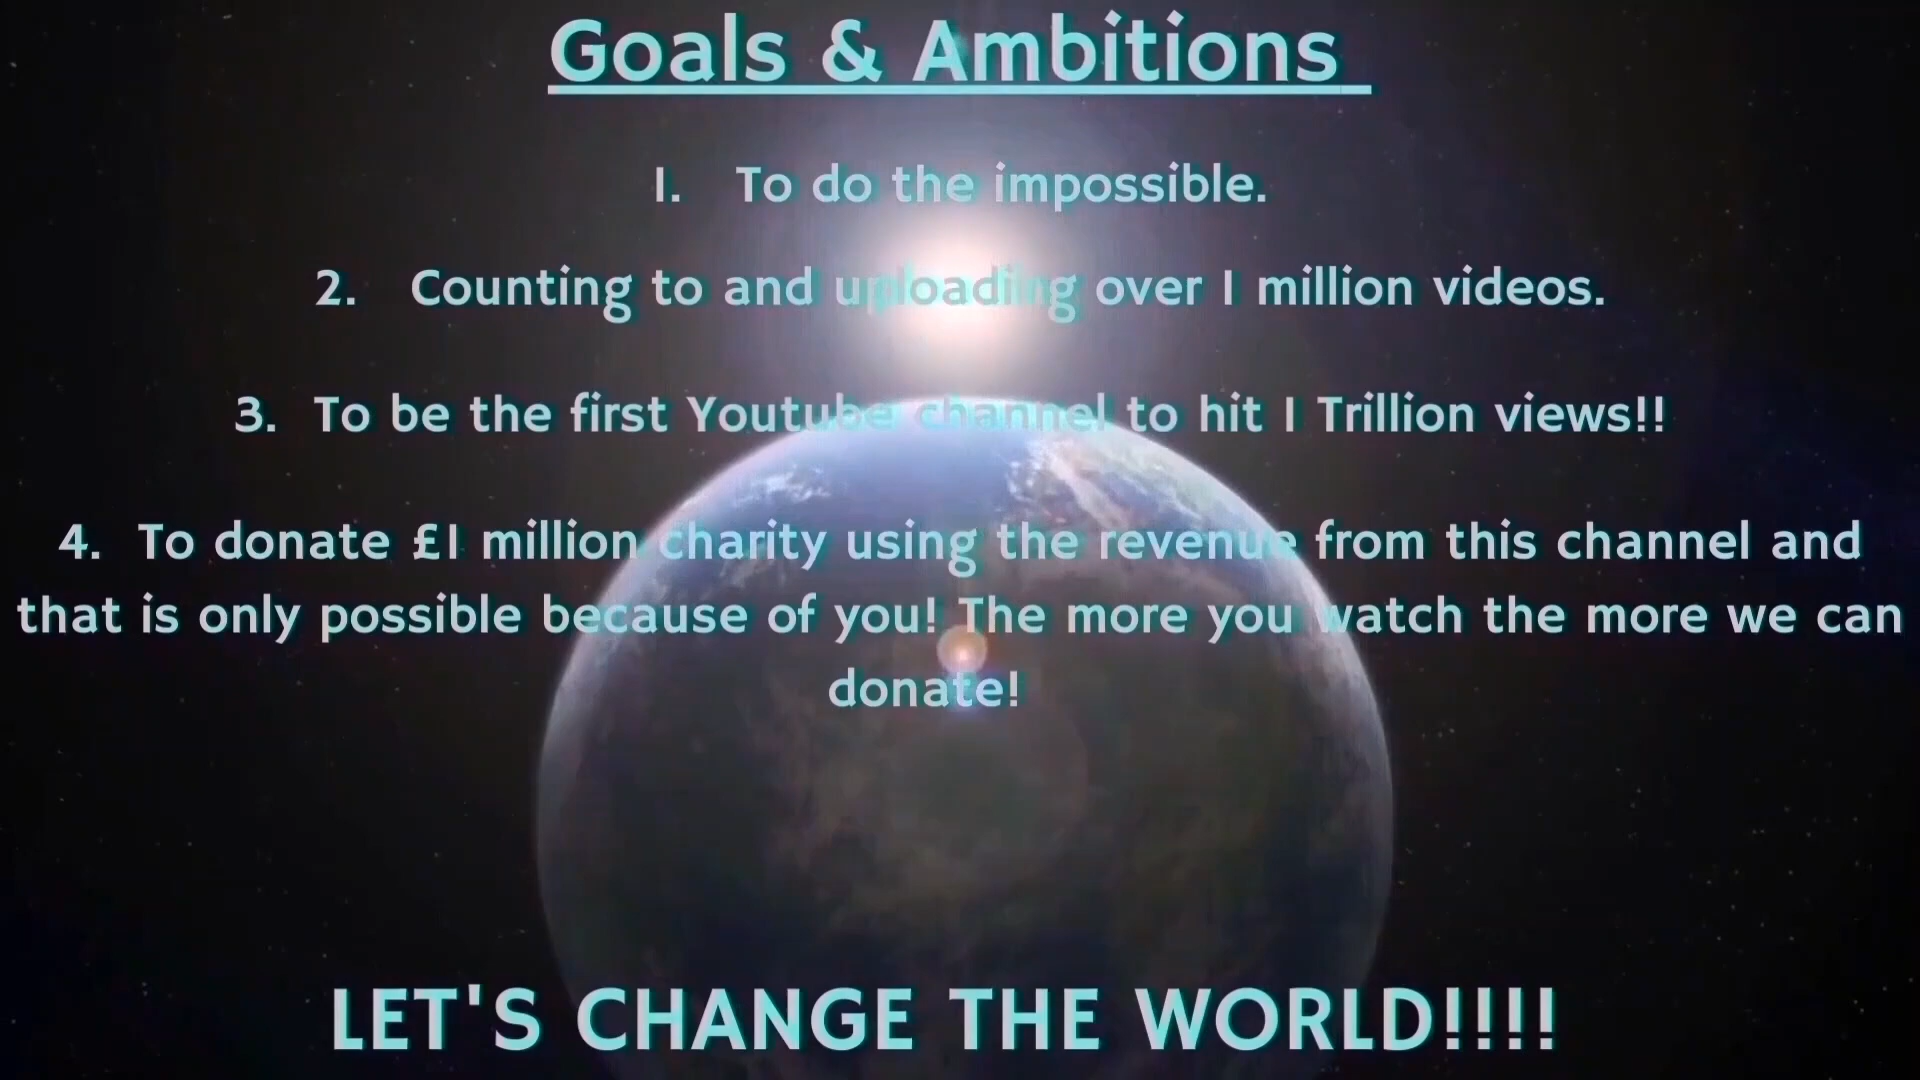 Goals & Ambitions
1. To do the impossible.
2. Counting to and uploading over 1 million videos.
3. To be the first Youtube channel to hit 1 Trillion views!!
4. To donate £1 million charity using the revenue from this channel and
that is only possible because of you! The more you watch the more we can
donate!
LET'S CHANGE THE WORLD!!!!